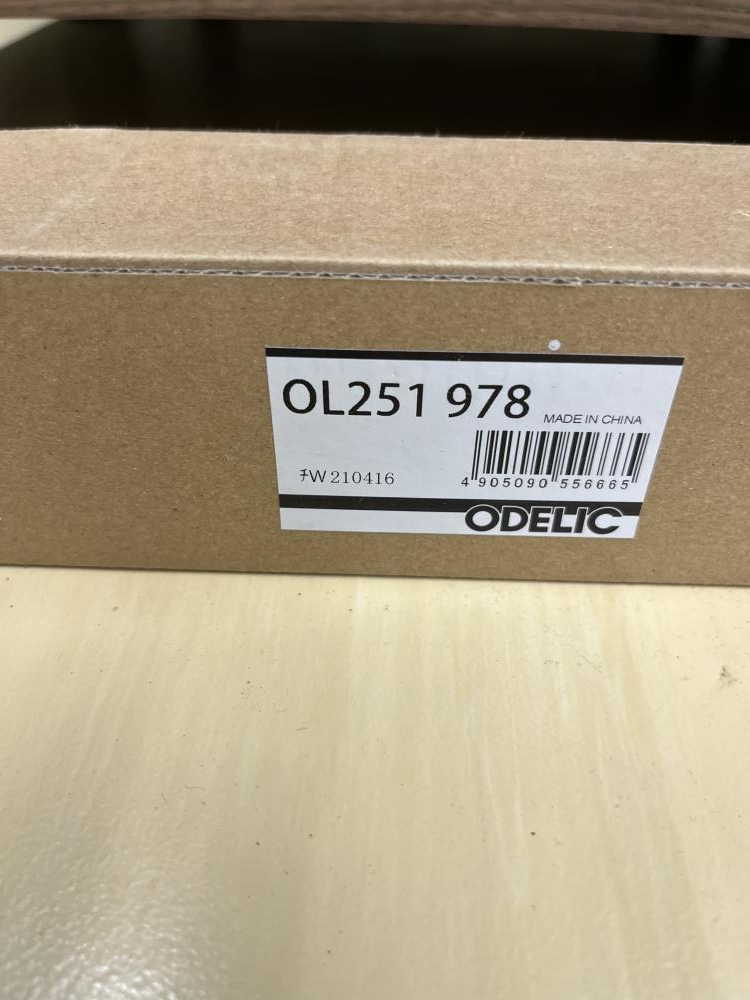 OL251 978
MADE IN CHINA
ﾁW 210416
4 905090 556665
ODELIC